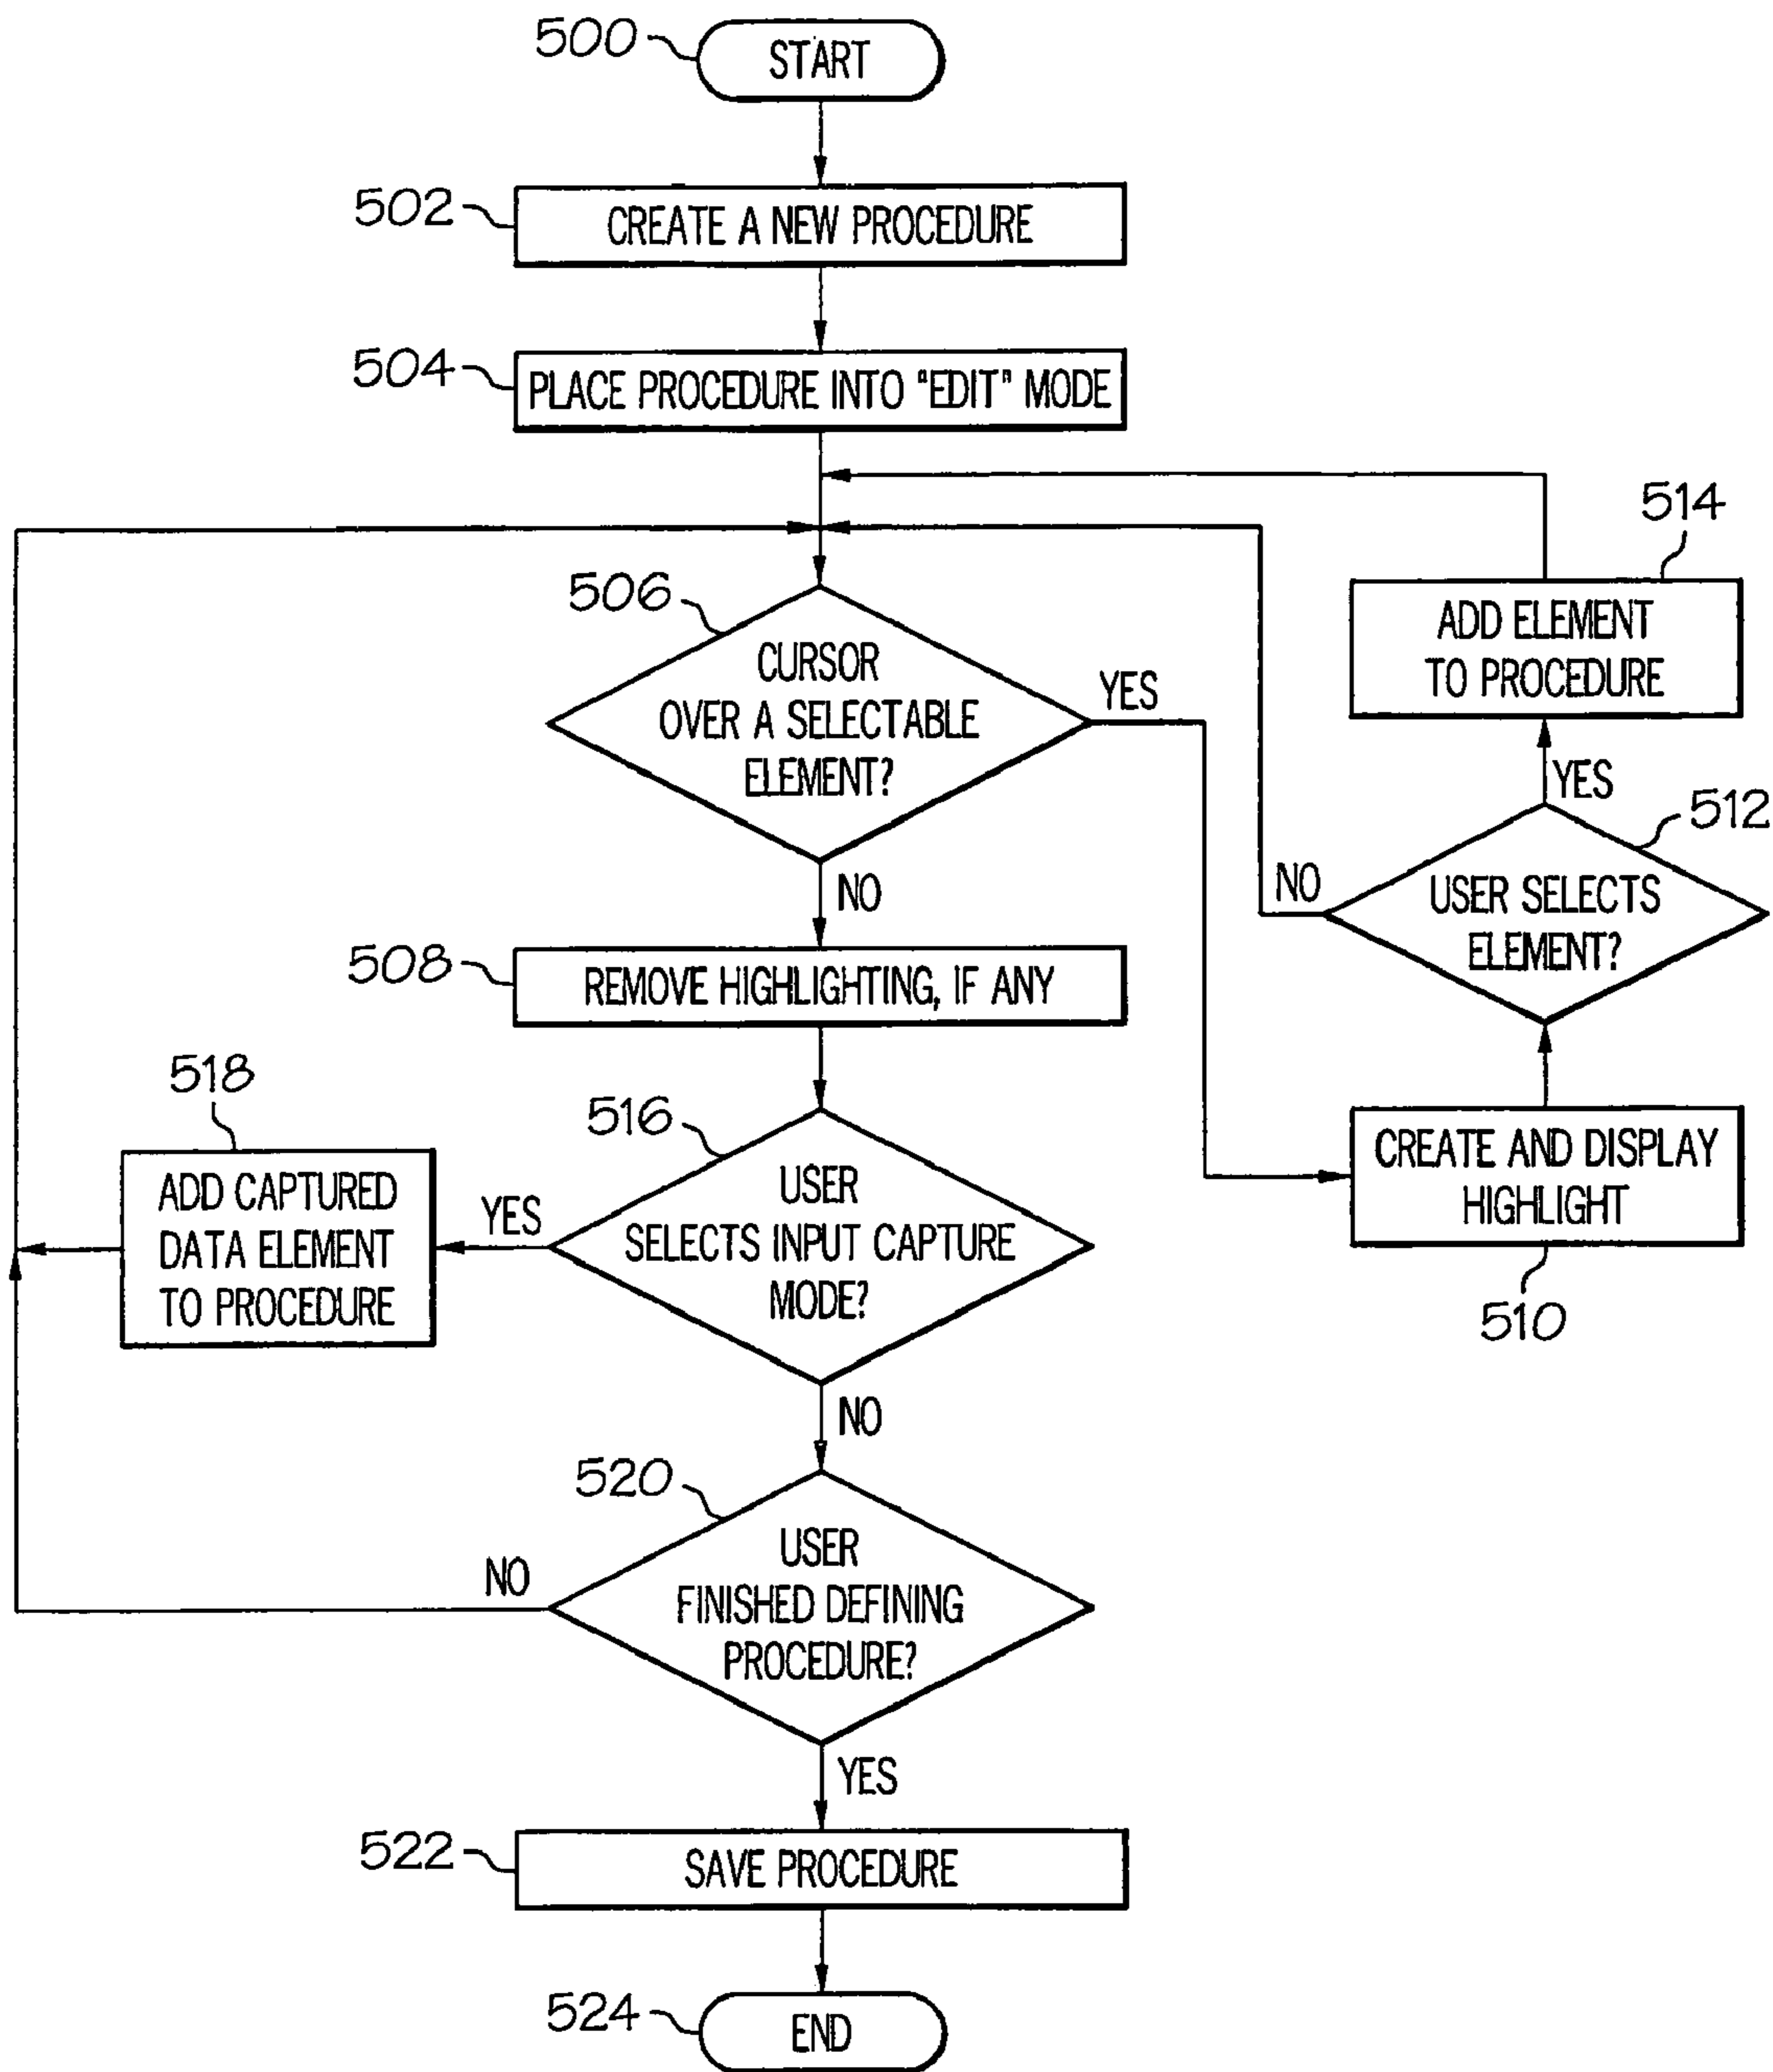 500
START
502
CREATE A NEW PROCEDURE
504
PLACE PROCEDURE INTO "EDIT" MODE
514
506
ADD ELEMENT
TO PROCEDURE
CURSOR
OVER A SELECTABLE
ELEMENT?
YES
YES
512
NO
NO
USER SELECTS
ELEMENT?
508
REMOVE HIGHLIGHTING, IF ANY
518
516
CREATE AND DISPLAY
HIGHLIGHT
510
ADD CAPTURED
DATA ELEMENT
TO PROCEDURE
YES
USER
SELECTS INPUT CAPTURE
MODE?
NO
520
NO
USER
FINISHED DEFINING
PROCEDURE?
YES
522
SAVE PROCEDURE
524
END